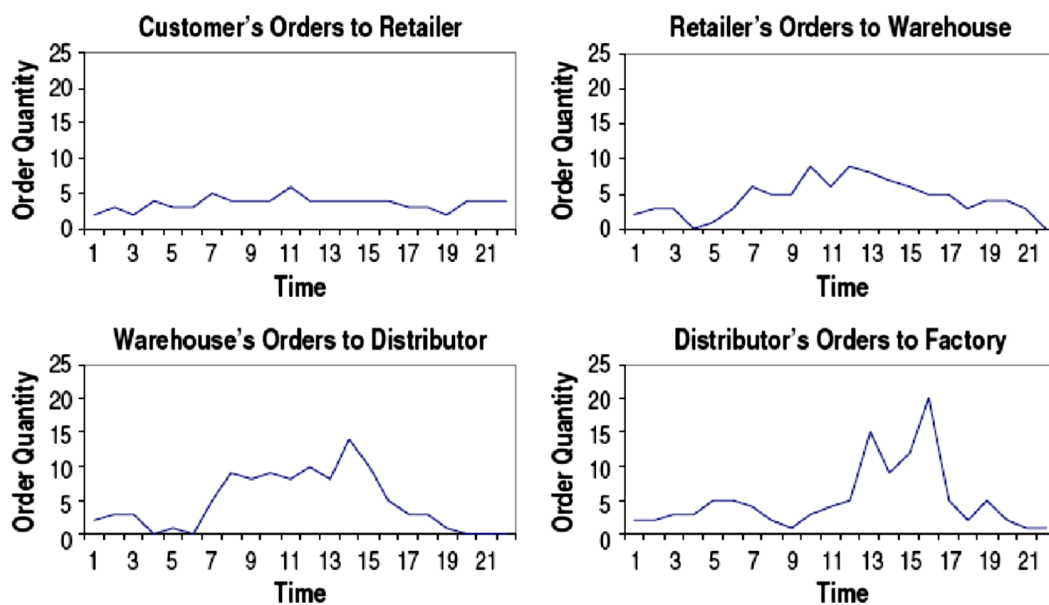 Customer's Orders to Retailer
Order Quantity
25
20
15
10
5
0
1 3 5 7 9 11 13 15 17 19 21
Time
Retailer's Orders to Warehouse
Order Quantity
25
20
15
10
5
0
1 3 5 7 9 11 13 15 17 19 21
Time
Warehouse's Orders to Distributor
Order Quantity
25
20
15
10
5
0
1 3 5 7 9 11 13 15 17 19 21
Time
Distributor's Orders to Factory
Order Quantity
25
20
15
10
5
0
1 3 5 7 9 11 13 15 17 19 21
Time